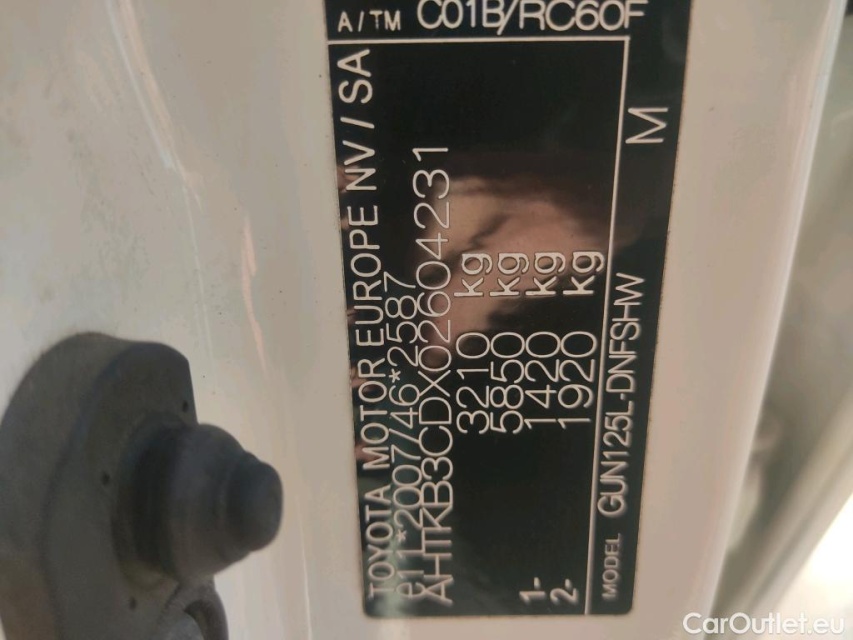 TOYOTA MOTOR EUROPE NV / SA
e11*2007/46*2587
AHTKB3CDX02604231
3210 kg
5850 kg
1- 1420 kg
2- 1920 kg
MODEL GUN125L-DNFSHW M
A/TM C01B/RC60F
CarOutlet.eu